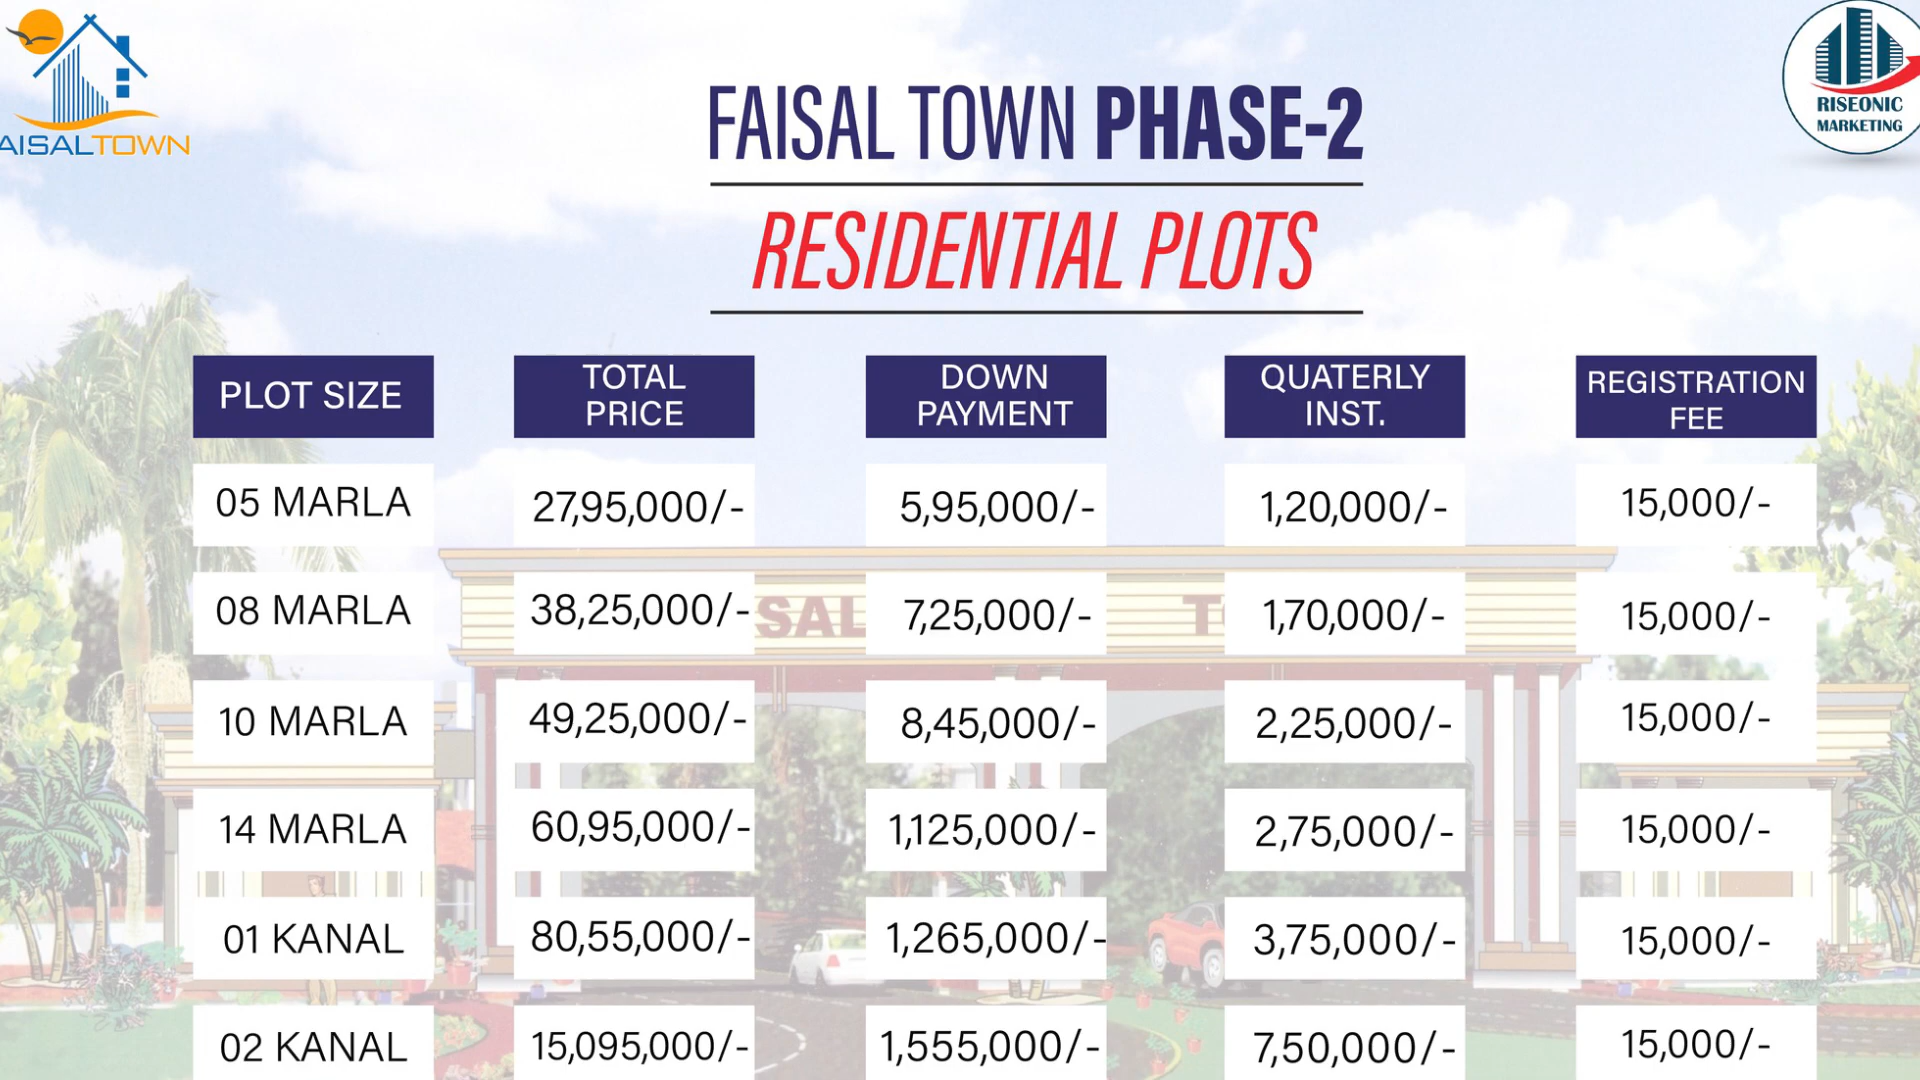 AISALTOWN
RISEONIC
MARKETING
FAISAL TOWN PHASE-2
RESIDENTIAL PLOTS
PLOT SIZE
TOTAL
PRICE
DOWN
PAYMENT
QUATERLY
INST.
REGISTRATION
FEE
05 MARLA 27,95,000/- 5,95,000/- 1,20,000/- 15,000/-
08 MARLA 38,25,000/- 7,25,000/- 1,70,000/- 15,000/-
SAL T
10 MARLA 49,25,000/- 8,45,000/- 2,25,000/- 15,000/-
14 MARLA 60,95,000/- 1,125,000/- 2,75,000/- 15,000/-
01 KANAL 80,55,000/- 1,265,000/- 3,75,000/- 15,000/-
02 KANAL 15,095,000/- 1,555,000/- 7,50,000/- 15,000/-